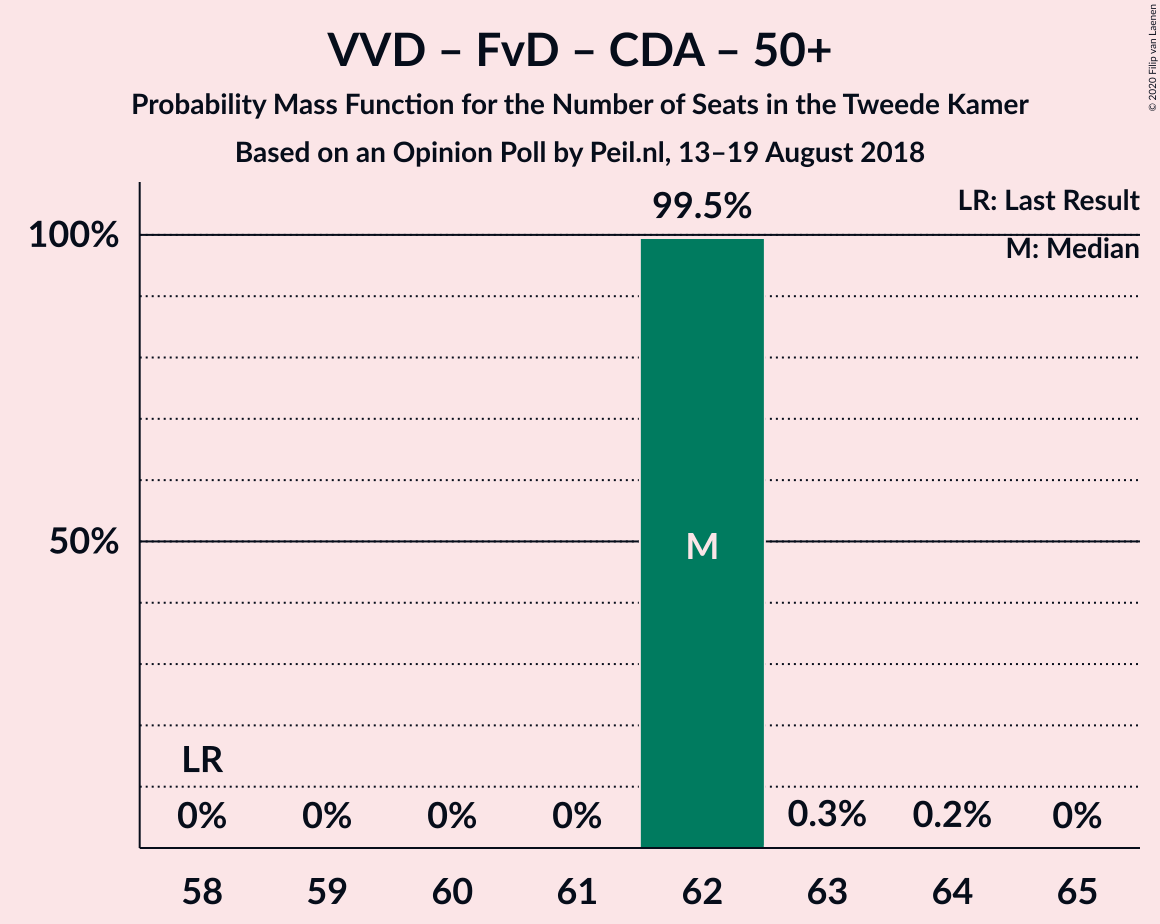 VVD – FvD – CDA – 50+
Probability Mass Function for the Number of Seats in the Tweede Kamer
Based on an Opinion Poll by Peil.nl, 13–19 August 2018
© 2020 Filip van Laenen
LR: Last Result
M: Median
99.5%
100%
50%
M
LR
0% 0% 0% 0% 0.3% 0.2% 0%
58 59 60 61 62 63 64 65